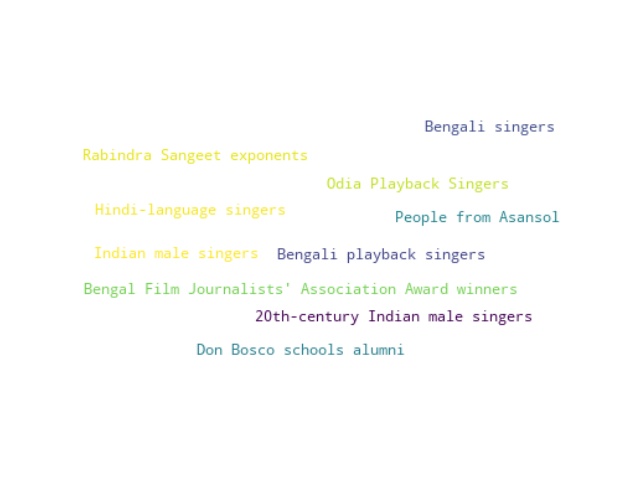 Bengali singers
Rabindra Sangeet exponents
Odia Playback Singers
Hindi-language singers
People from Asansol
Indian male singers
Bengali playback singers
Bengal Film Journalists' Association Award winners
20th-century Indian male singers
Don Bosco schools alumni